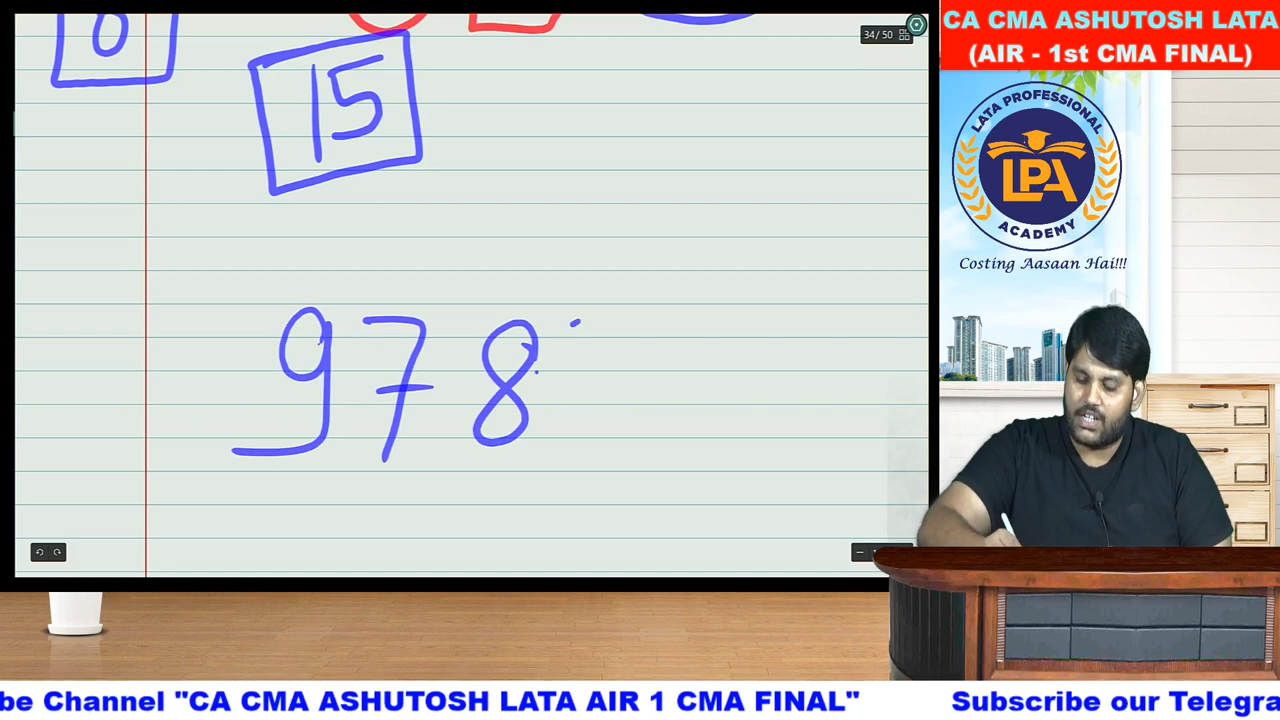 8
15
34/ 50
978
CA CMA ASHUTOSH LATA
(AIR - 1st CMA FINAL)
LATA PROFESSIONAL
LPA
ACADEMY
Costing Aasaan Hai!!!
be Channel "CA CMA ASHUTOSH LATA AIR 1 CMA FINAL" Subscribe our Telegra